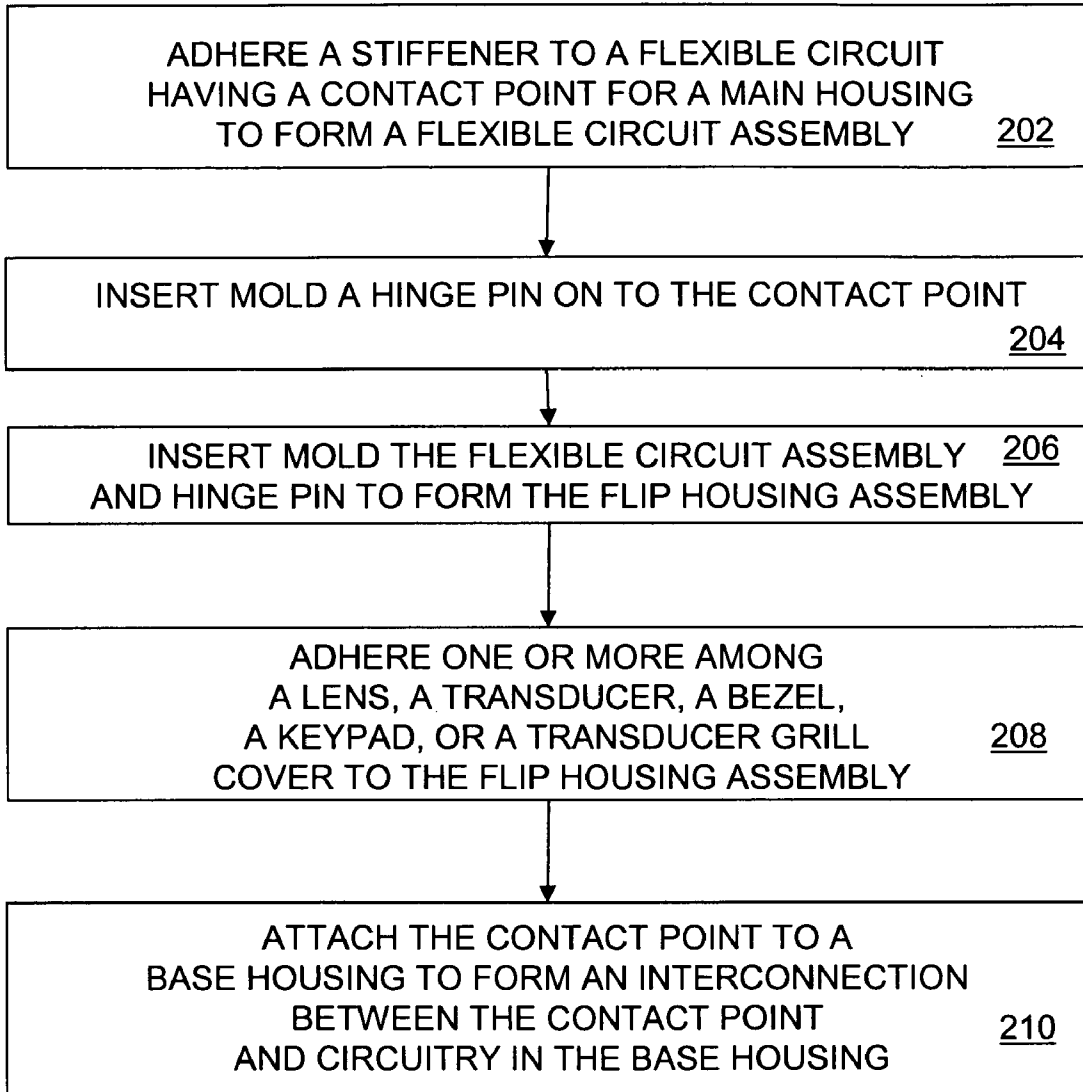 ADHERE A STIFFENER TO A FLEXIBLE CIRCUIT
HAVING A CONTACT POINT FOR A MAIN HOUSING
TO FORM A FLEXIBLE CIRCUIT ASSEMBLY 202
INSERT MOLD A HINGE PIN ON TO THE CONTACT POINT
204
INSERT MOLD THE FLEXIBLE CIRCUIT ASSEMBLY 206
AND HINGE PIN TO FORM THE FLIP HOUSING ASSEMBLY
ADHERE ONE OR MORE AMONG
A LENS, A TRANSDUCER, A BEZEL,
A KEYPAD, OR A TRANSDUCER GRILL 208
COVER TO THE FLIP HOUSING ASSEMBLY
ATTACH THE CONTACT POINT TO A
BASE HOUSING TO FORM AN INTERCONNECTION
BETWEEN THE CONTACT POINT 210
AND CIRCUITRY IN THE BASE HOUSING